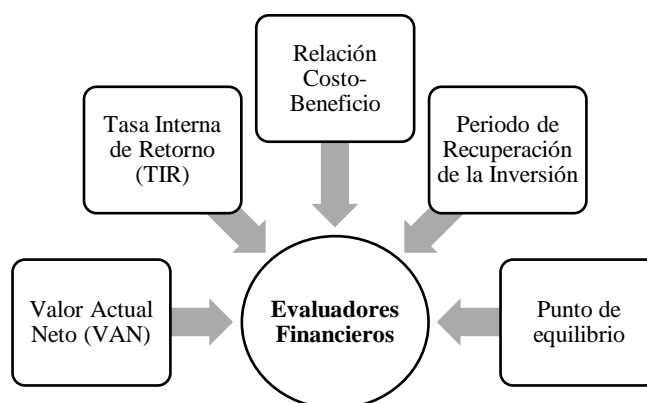 Relación
Costo-
Beneficio
Tasa Interna
de Retorno
(TIR)
Periodo de
Recuperación
de la Inversión
Valor Actual
Neto (VAN)
Evaluadores
Financieros
Punto de
equilibrio